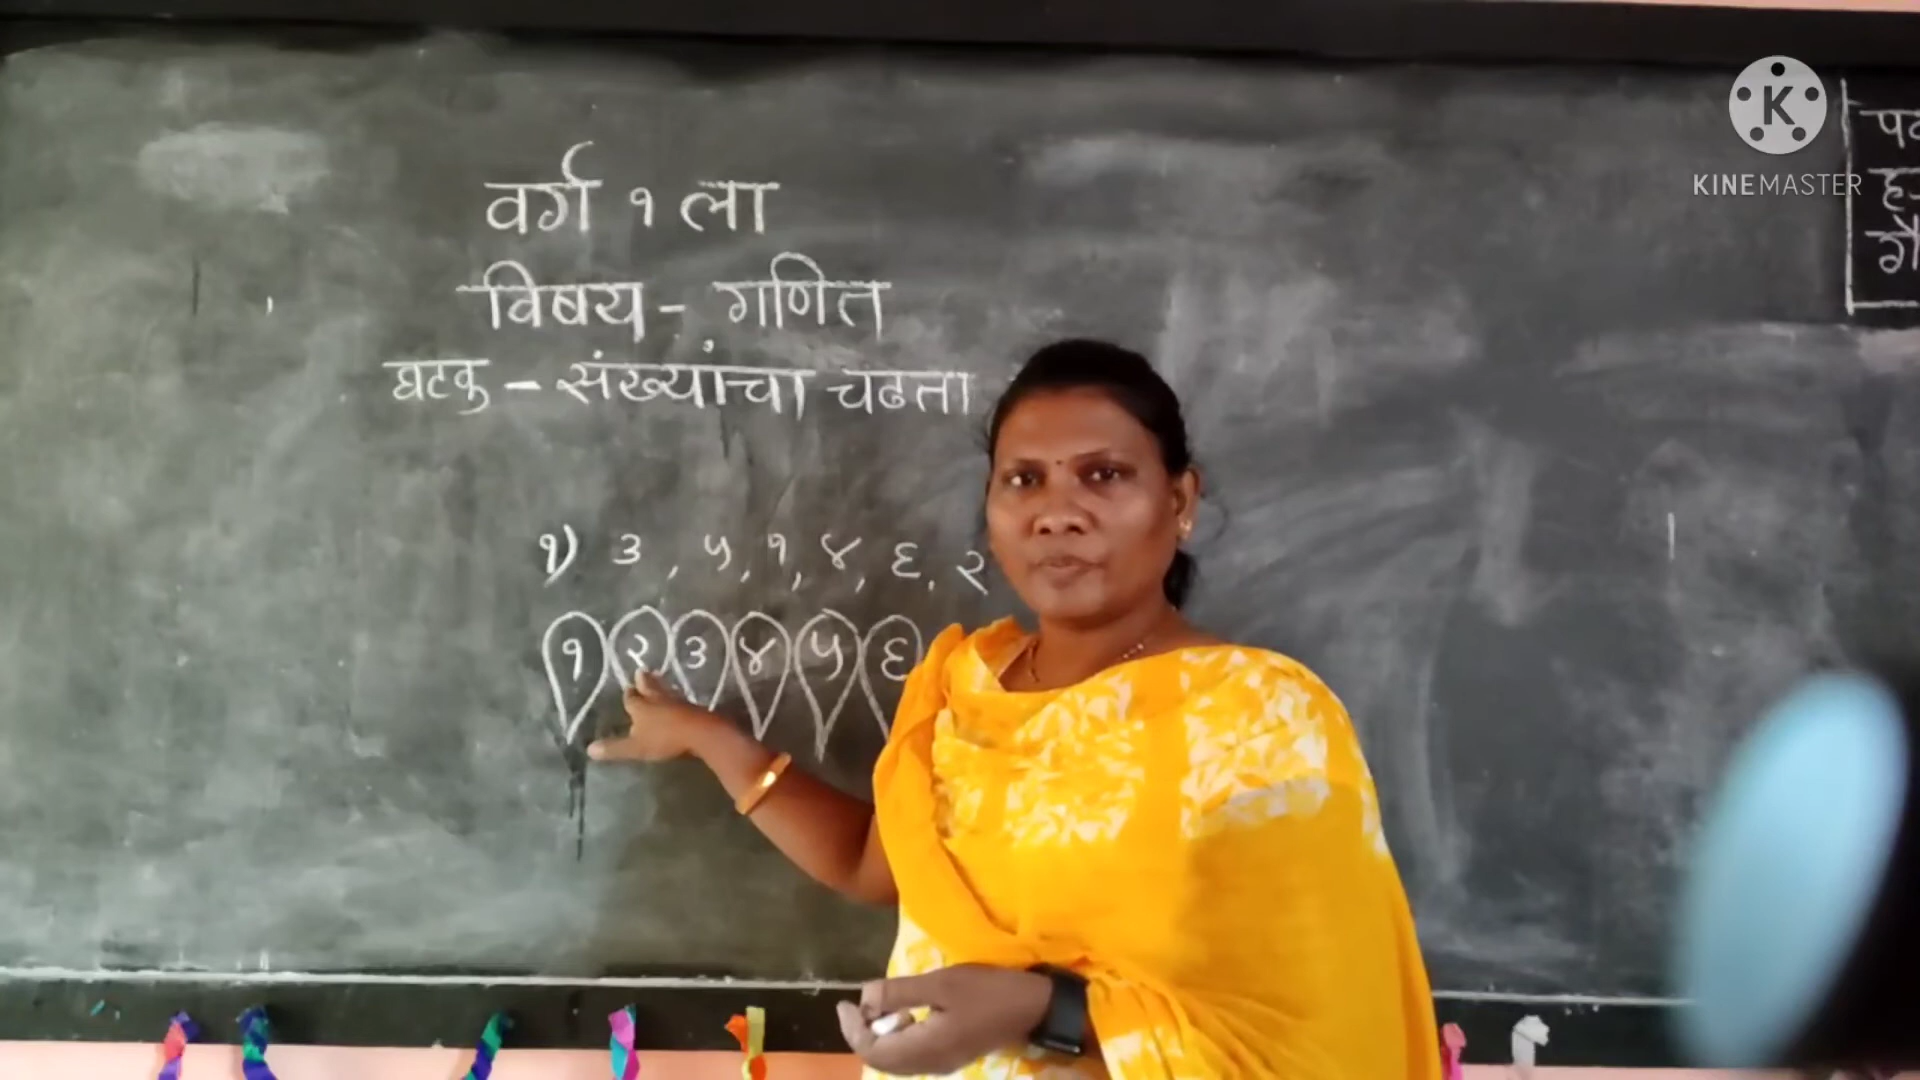 वर्ग १ ला
विषय - गणित
घटक - संख्यांचा चढता
१) ३, ५, १, ४, ६, २
१ २ ३ ४ ५ ६
KINEMASTER